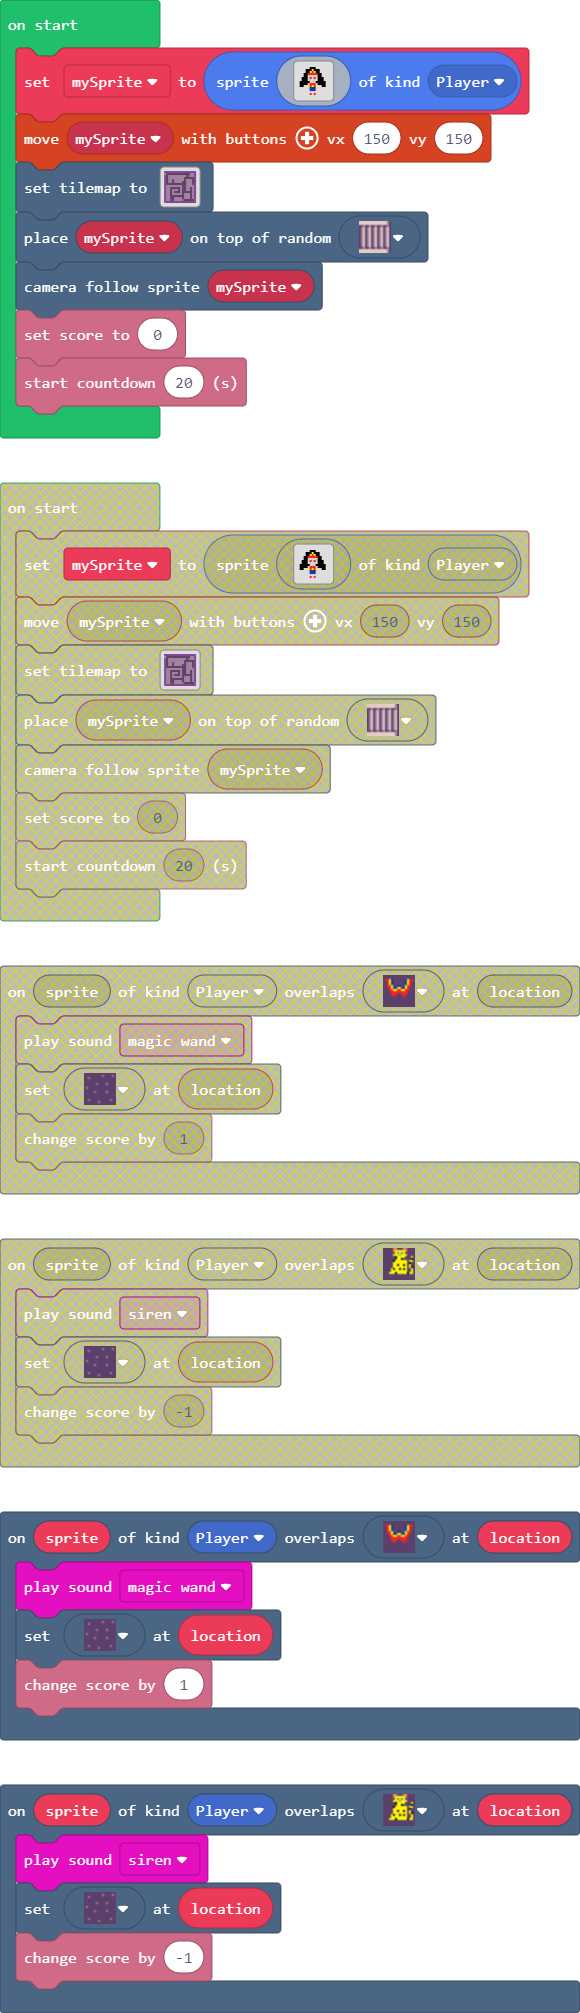 on start
set mySprite to sprite of kind Player
move mySprite with buttons vx 150 vy 150
set tilemap to
place mySprite on top of random
camera follow sprite mySprite
set score to 0
start countdown 20 (s)
on start
set mySprite to sprite of kind Player
move mySprite with buttons vx 150 vy 150
set tilemap to
place mySprite on top of random
camera follow sprite mySprite
set score to 0
start countdown 20 (s)
on sprite of kind Player overlaps at location
play sound magic wand
set at location
change score by 1
on sprite of kind Player overlaps at location
play sound siren
set at location
change score by -1
on sprite of kind Player overlaps at location
play sound magic wand
set at location
change score by 1
on sprite of kind Player overlaps at location
play sound siren
set at location
change score by -1